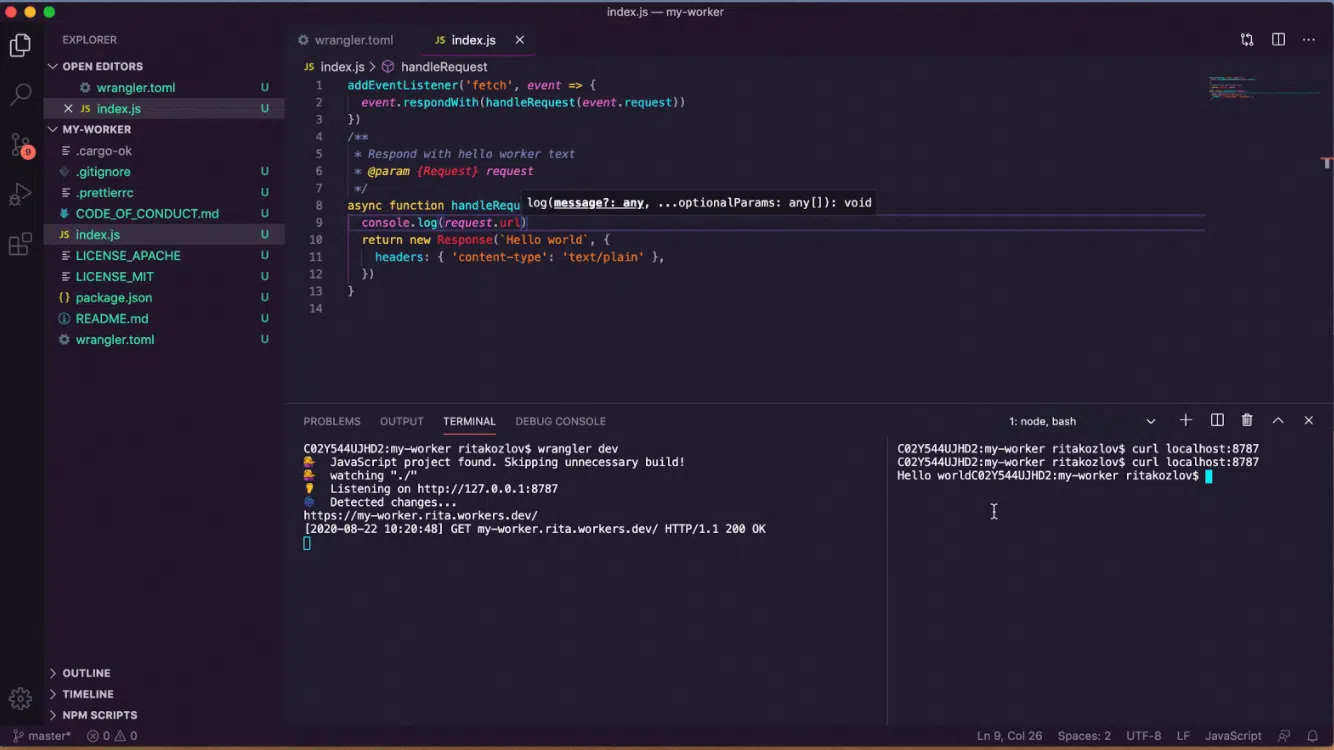 index.js — my-worker
EXPLORER
OPEN EDITORS
wrangler.toml U
index.js U
MY-WORKER
.cargo-ok
.gitignore U
.prettierrc U
CODE_OF_CONDUCT.md U
JS index.js U
LICENSE_APACHE U
LICENSE_MIT U
{} package.json U
README.md U
wrangler.toml U
OUTLINE
TIMELINE
NPM SCRIPTS
9
wrangler.toml
JS index.js
JS index.js > handleRequest
1 addEventListener('fetch', event => {
2 event.respondWith(handleRequest(event.request))
3 })
4 /**
5 * Respond with hello worker text
6 * @param {Request} request
7 */
8 async function handleRequ
log(message?: any, ...optionalParams: any[]): void
9 console.log(request.url)
10 return new Response(`Hello world`, {
11 headers: { 'content-type': 'text/plain' },
12 })
13 }
14
PROBLEMS OUTPUT TERMINAL DEBUG CONSOLE
1: node, bash
C02Y544UJHD2:my-worker ritakozlov$ wrangler dev
JavaScript project found. Skipping unnecessary build!
watching "./"
Listening on http://127.0.0.1:8787
Detected changes...
https://my-worker.rita.workers.dev/
[2020-08-22 10:20:48] GET my-worker.rita.workers.dev/ HTTP/1.1 200 OK
C02Y544UJHD2:my-worker ritakozlov$ curl localhost:8787
C02Y544UJHD2:my-worker ritakozlov$ curl localhost:8787
Hello worldC02Y544UJHD2:my-worker ritakozlov$
master* 0 0
Ln 9, Col 26 Spaces: 2 UTF-8 LF JavaScript